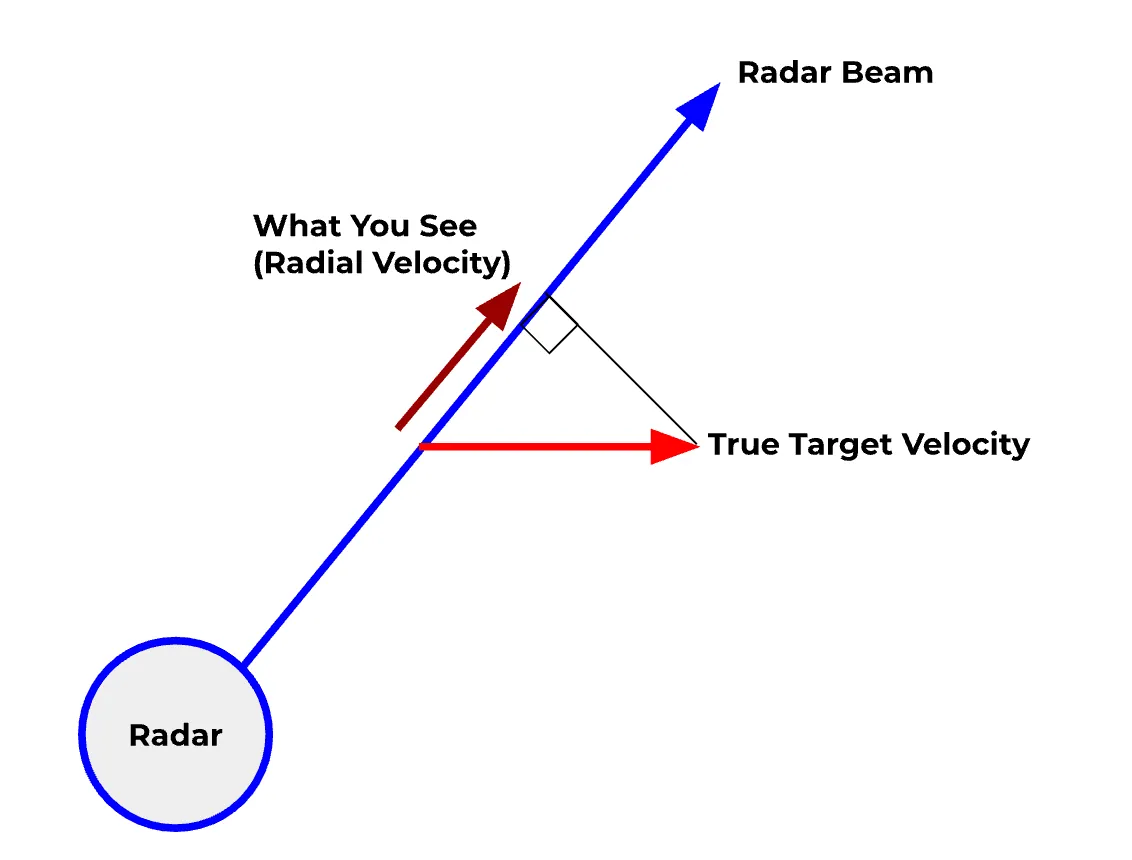 Radar Beam
What You See
(Radial Velocity)
True Target Velocity
Radar